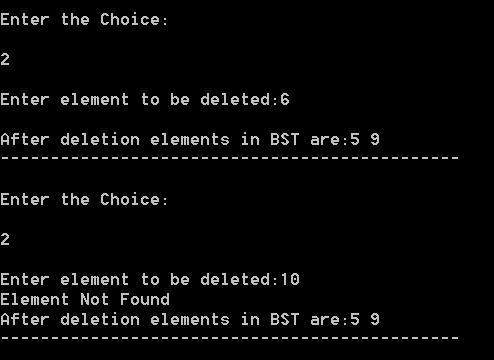 Enter the Choice:
2
Enter element to be deleted:6
After deletion elements in BST are:5 9
----------------------------------------------
Enter the Choice:
2
Enter element to be deleted:10
Element Not Found
After deletion elements in BST are:5 9
----------------------------------------------